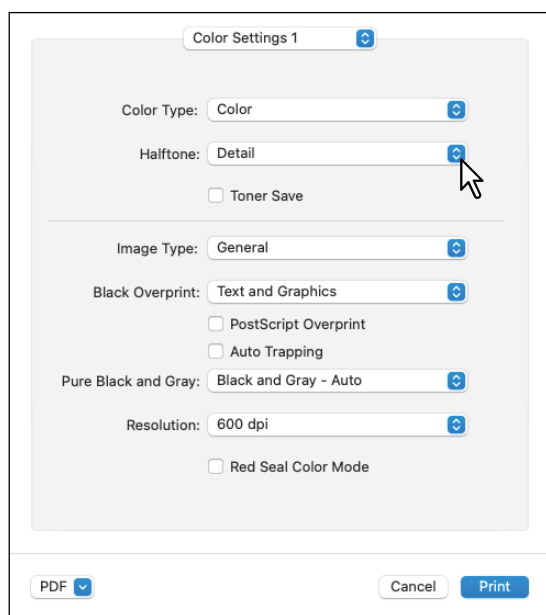 Color Settings 1
Color Type: Color
Halftone: Detail
Toner Save
Image Type: General
Black Overprint: Text and Graphics
PostScript Overprint
Auto Trapping
Pure Black and Gray: Black and Gray - Auto
Resolution: 600 dpi
Red Seal Color Mode
PDF Cancel Print